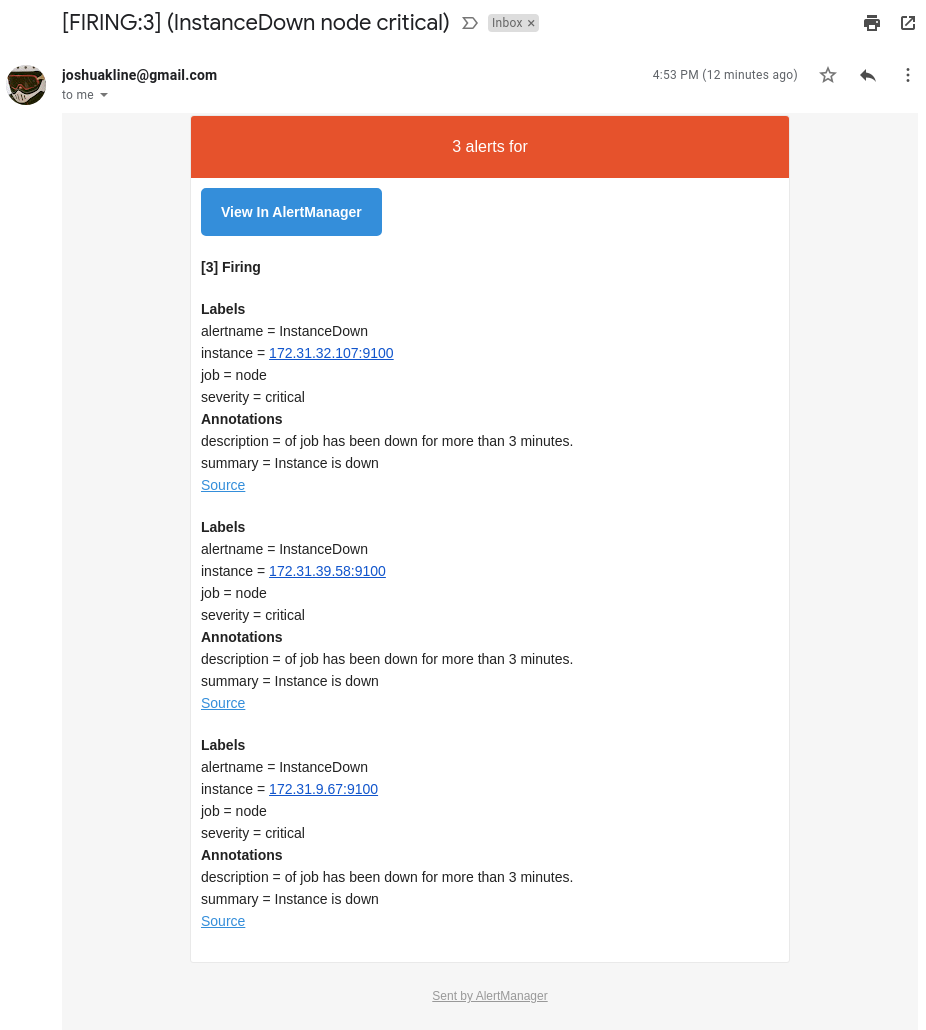 [FIRING:3] (InstanceDown node critical) Inbox ×
joshuakline@gmail.com 4:53 PM (12 minutes ago)
to me
3 alerts for
View In AlertManager
[3] Firing
Labels
alertname = InstanceDown
instance = 172.31.32.107:9100
job = node
severity = critical
Annotations
description = of job has been down for more than 3 minutes.
summary = Instance is down
Source
Labels
alertname = InstanceDown
instance = 172.31.39.58:9100
job = node
severity = critical
Annotations
description = of job has been down for more than 3 minutes.
summary = Instance is down
Source
Labels
alertname = InstanceDown
instance = 172.31.9.67:9100
job = node
severity = critical
Annotations
description = of job has been down for more than 3 minutes.
summary = Instance is down
Source
Sent by AlertManager